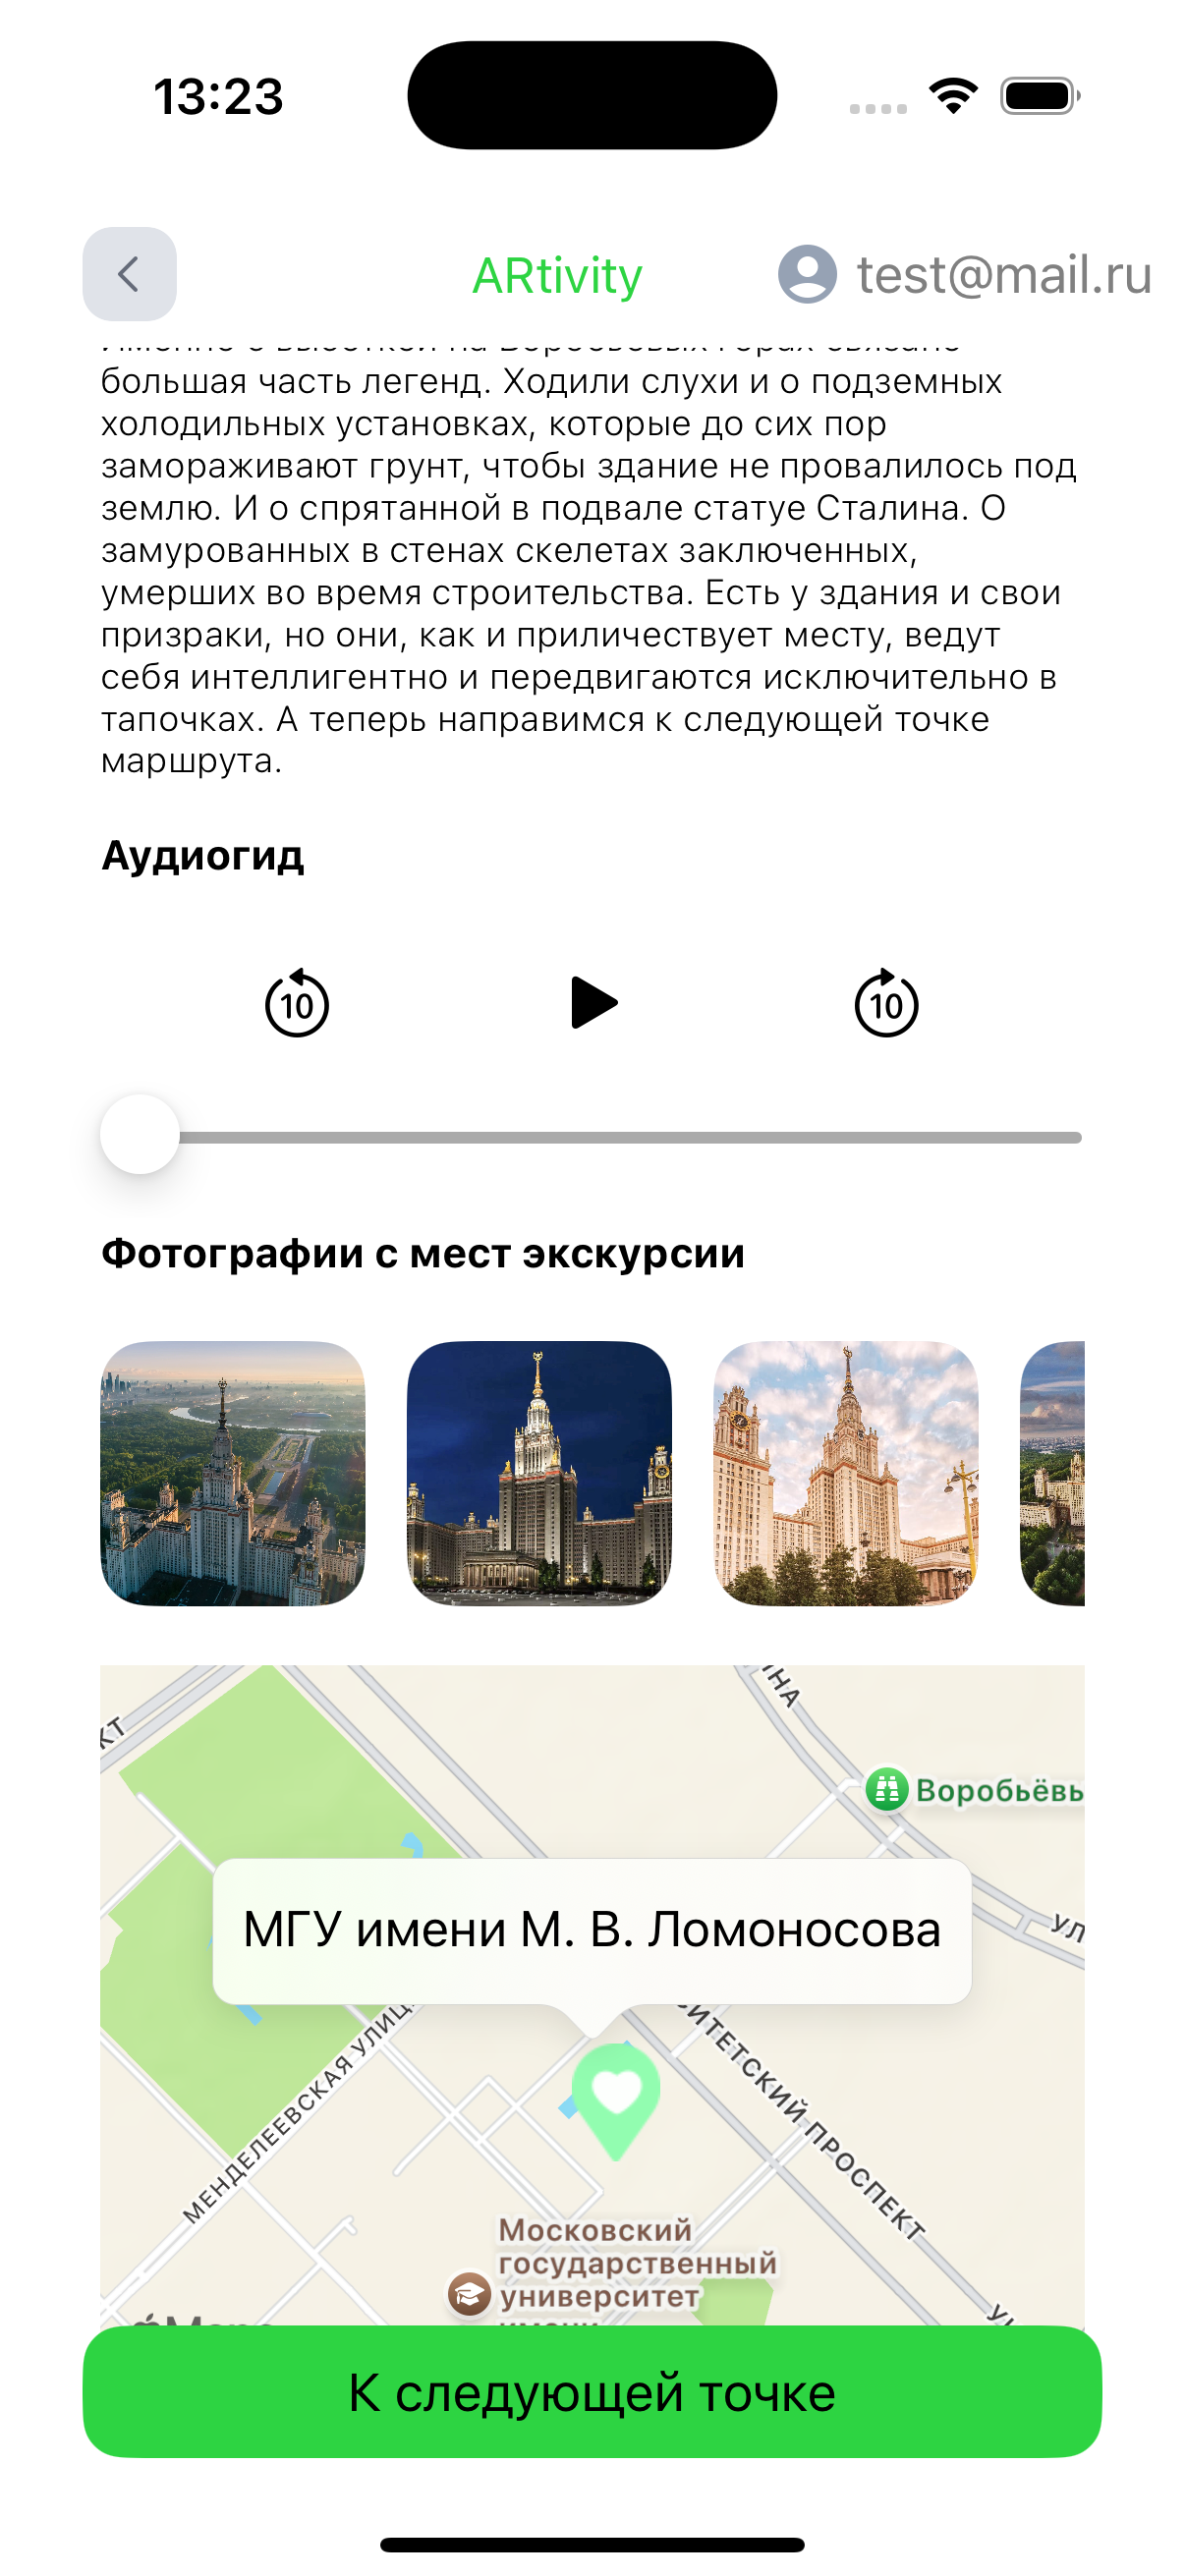 13:23
ARtivity
test@mail.ru
большая часть легенд. Ходили слухи и о подземных
холодильных установках, которые до сих пор
замораживают грунт, чтобы здание не провалилось под
землю. И о спрятанной в подвале статуе Сталина. О
замурованных в стенах скелетах заключенных,
умерших во время строительства. Есть у здания и свои
призраки, но они, как и приличествует месту, ведут
себя интеллигентно и передвигаются исключительно в
тапочках. А теперь направимся к следующей точке
маршрута.
Аудиогид
10
10
Фотографии с мест экскурсии
КТ
ИНА
Воробьёвы
МГУ имени М. В. Ломоносова
УЛ
МЕНДЕЛЕЕВСКАЯ УЛИЦ
СИТЕТСКИЙ ПРОСПЕКТ
Московский
государственный
университет
К следующей точке